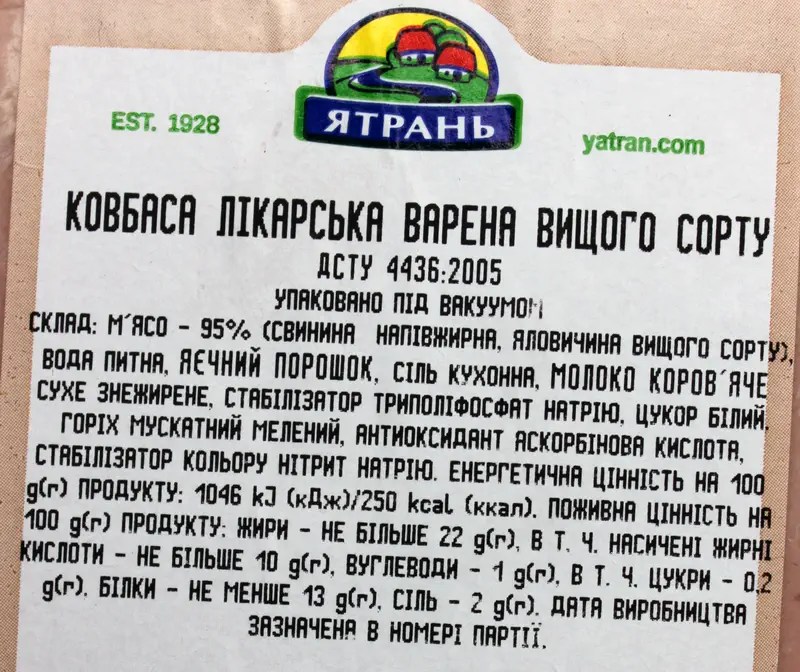 ЯТРАНЬ
EST. 1928
yatran.com
КОВБАСА ЛІКАРСЬКА ВАРЕНА ВИЩОГО СОРТУ
ДСТУ 4436:2005
УПАКОВАНО ПІД ВАКУУМОМ
СКЛАД: М´ЯСО - 95% (СВИНИНА НАПІВЖИРНА, ЯЛОВИЧИНА ВИЩОГО СОРТУ),
ВОДА ПИТНА, ЯЄЧНИЙ ПОРОШОК, СІЛЬ КУХОННА, МОЛОКО КОРОВ´ЯЧЕ
СУХЕ ЗНЕЖИРЕНЕ, СТАБІЛІЗАТОР ТРИПОЛІФОСФАТ НАТРІЮ, ЦУКОР БІЛИЙ,
ГОРІХ МУСКАТНИЙ МЕЛЕНИЙ, АНТИОКСИДАНТ АСКОРБІНОВА КИСЛОТА,
СТАБІЛІЗАТОР КОЛЬОРУ НІТРИТ НАТРІЮ. ЕНЕРГЕТИЧНА ЦІННІСТЬ НА 100
g(г) ПРОДУКТУ: 1046 kJ (кДж)/250 kcal (ккал). ПОЖИВНА ЦІННІСТЬ НА
100 g(г) ПРОДУКТУ: ЖИРИ - НЕ БІЛЬШЕ 22 g(г), В Т. Ч. НАСИЧЕНІ ЖИРНІ
КИСЛОТИ - НЕ БІЛЬШЕ 10 g(г), ВУГЛЕВОДИ - 1 g(г), В Т. Ч. ЦУКРИ - 0,2
g(г), БІЛКИ - НЕ МЕНШЕ 13 g(г), СІЛЬ - 2 g(г). ДАТА ВИРОБНИЦТВА
ЗАЗНАЧЕНА В НОМЕРІ ПАРТІЇ.